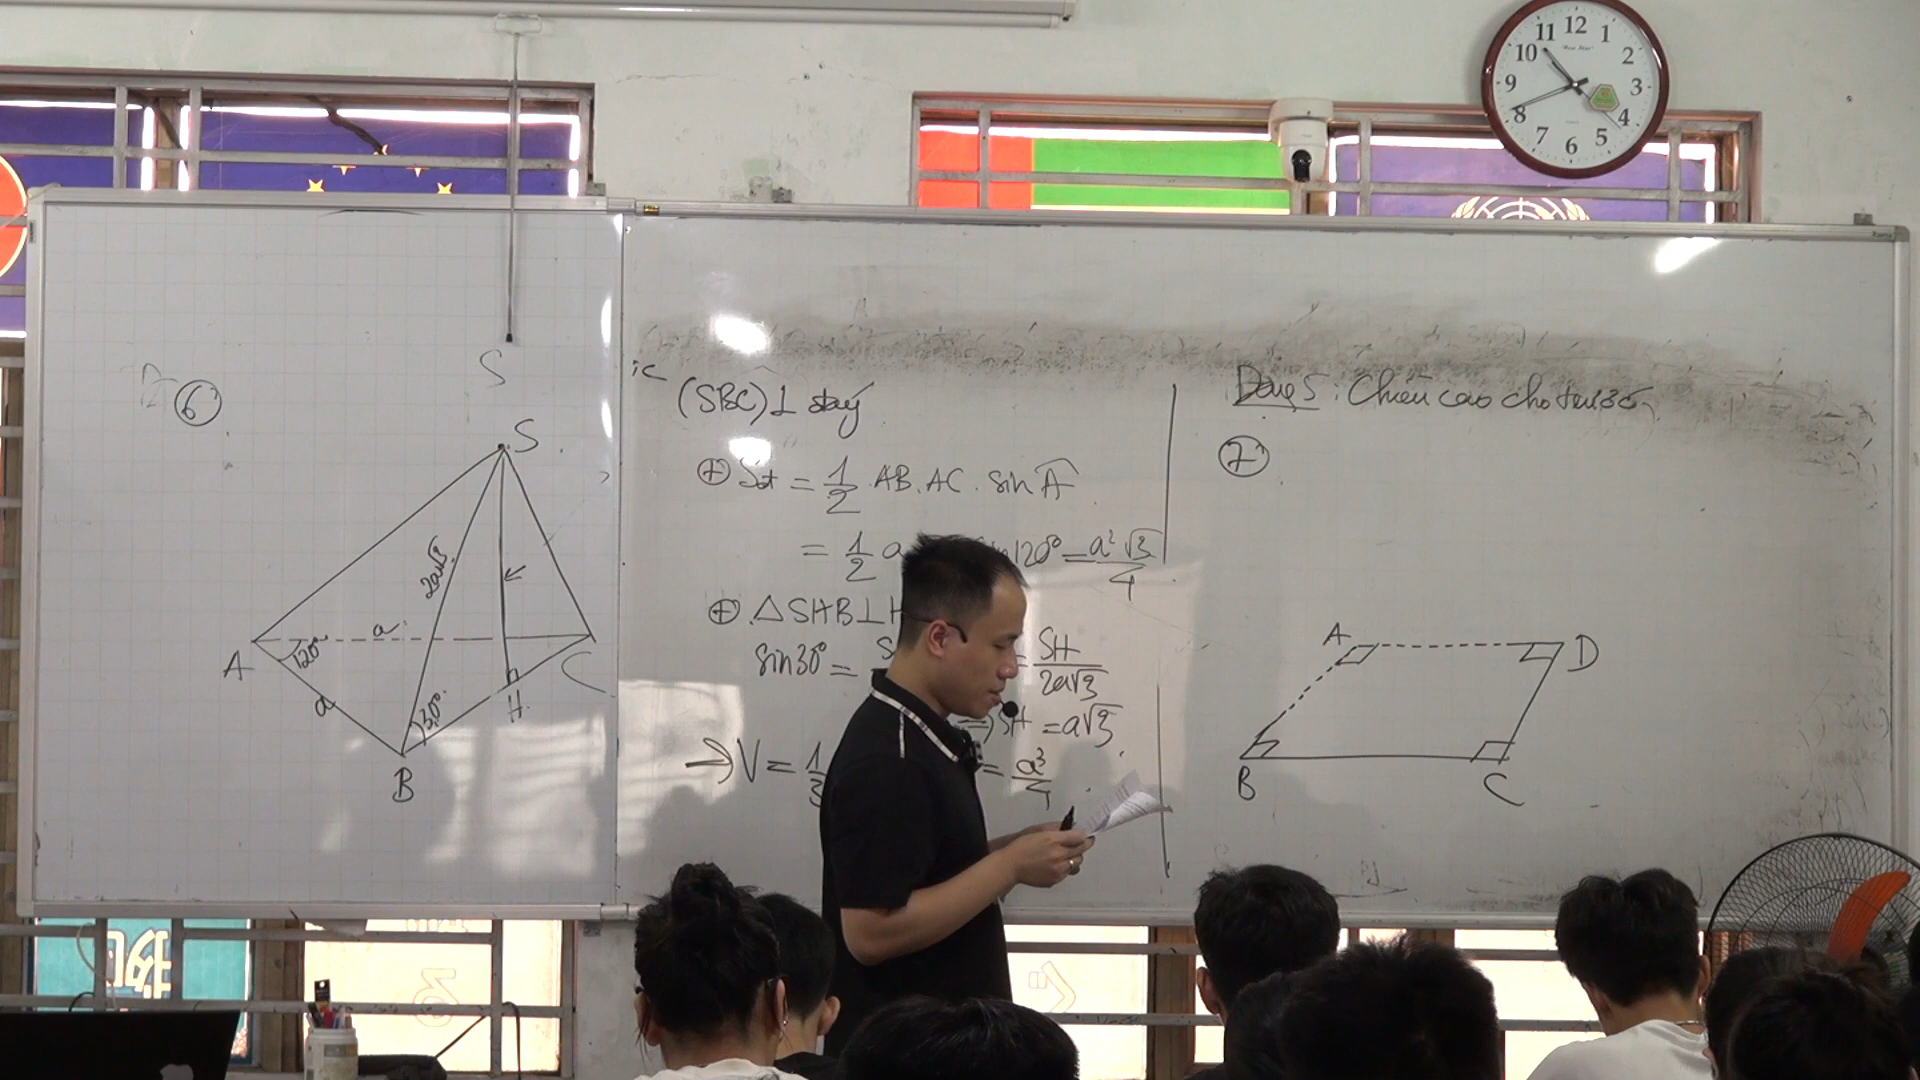 6
S
S
2a√3
a
120°
A
a
30°
B
H
C
(SBC) ⊥ đáy
+ Sđ = 1/2 . AB . AC . sin A
= 1/2 a
120° = a²√3/4
+ △SHB ⊥ H
sin30° = = SH/2a√3
⇒ SH = a√3
→ V = 1/3 = a³/4
Dạng 5 : Chiều cao cho
7
A
D
B
C
12 1 2 3 4 5 6 7 8 9 10 11